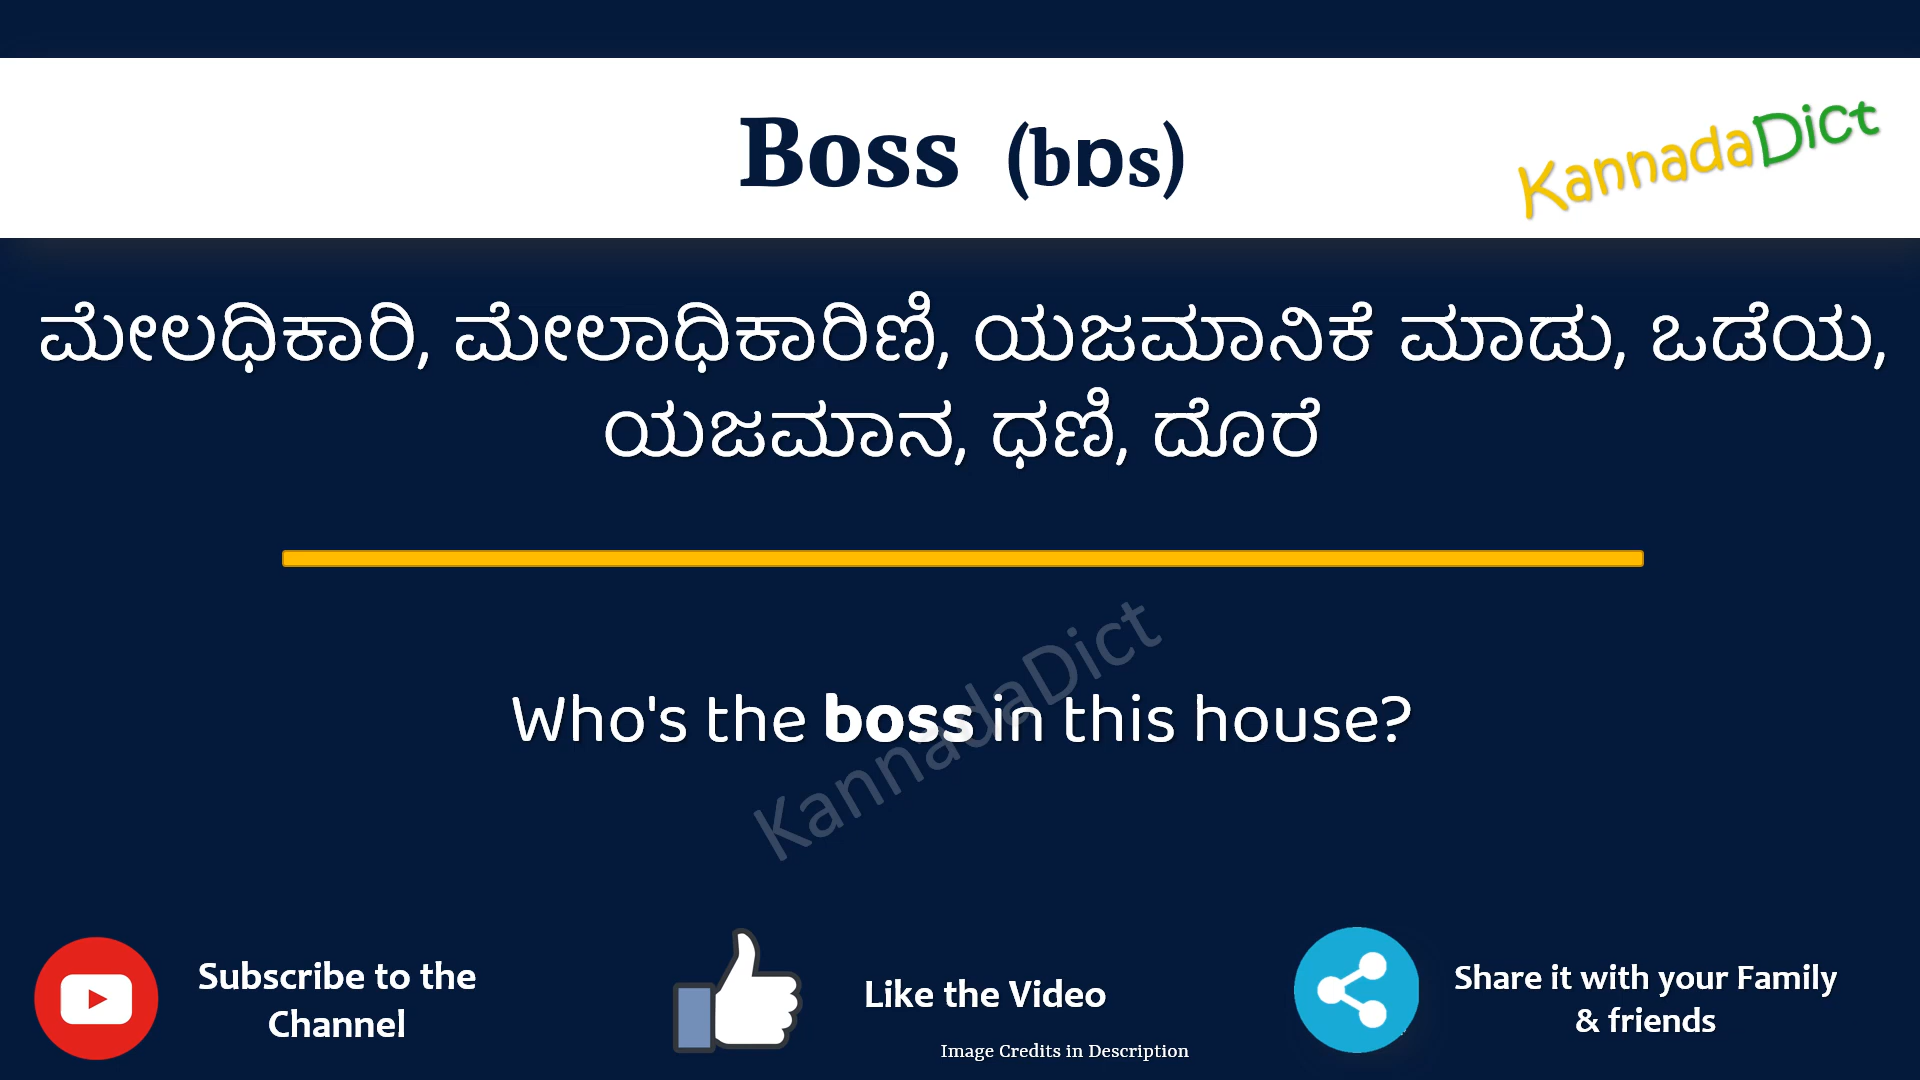 Boss (bɒs)
KannadaDict
ಮೇಲಧಿಕಾರಿ, ಮೇಲಾಧಿಕಾರಿಣಿ, ಯಜಮಾನಿಕೆ ಮಾಡು, ಒಡೆಯ,
ಯಜಮಾನ, ಧಣಿ, ದೊರೆ
Who's the boss in this house?
KannadaDict
Subscribe to the
Channel
Like the Video
Share it with your Family
& friends
Image Credits in Description